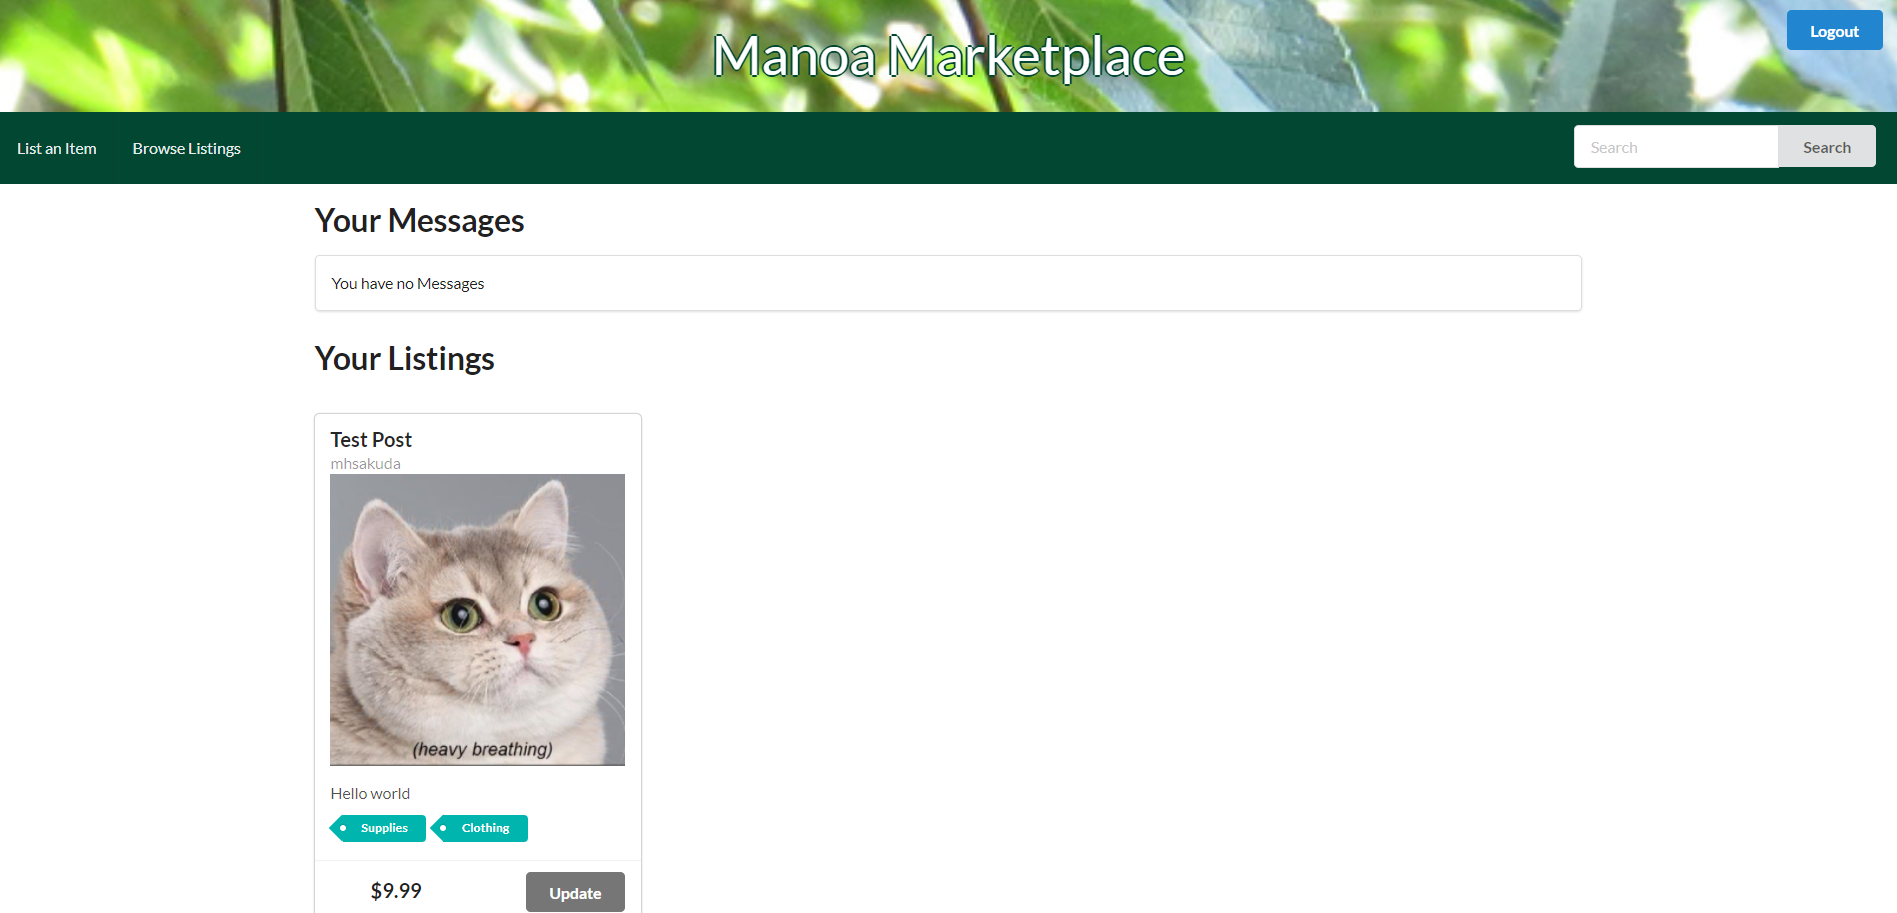 Manoa Marketplace
Logout
List an Item
Browse Listings
Search
Search
Your Messages
You have no Messages
Your Listings
Test Post
mhsakuda
(heavy breathing)
Hello world
Supplies
Clothing
$9.99
Update